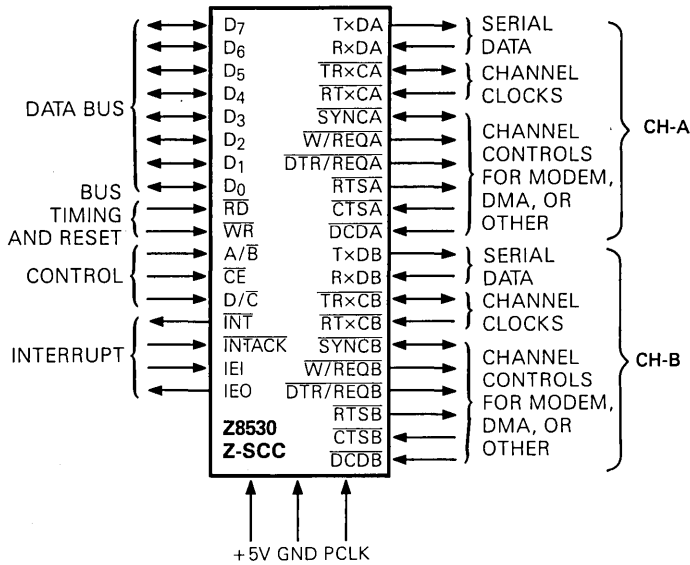 DATA BUS
BUS
TIMING
AND RESET
CONTROL
INTERRUPT
D7
D6
D5
D4
D3
D2
D1
D0
RD
WR
A/B
CE
D/C
INT
INTACK
IEI
IEO
Z8530
Z-SCC
TxDA
RxDA
TRxCA
RTxCA
SYNCA
W/REQA
DTR/REQA
RTSA
CTSA
DCDA
TxDB
RxDB
TRxCB
RTxCB
SYNCB
W/REQB
DTR/REQB
RTSB
CTSB
DCDB
SERIAL
DATA
CHANNEL
CLOCKS
CHANNEL
CONTROLS
FOR MODEM,
DMA, OR
OTHER
CH-A
SERIAL
DATA
CHANNEL
CLOCKS
CHANNEL
CONTROLS
FOR MODEM,
DMA, OR
OTHER
CH-B
+5V GND PCLK